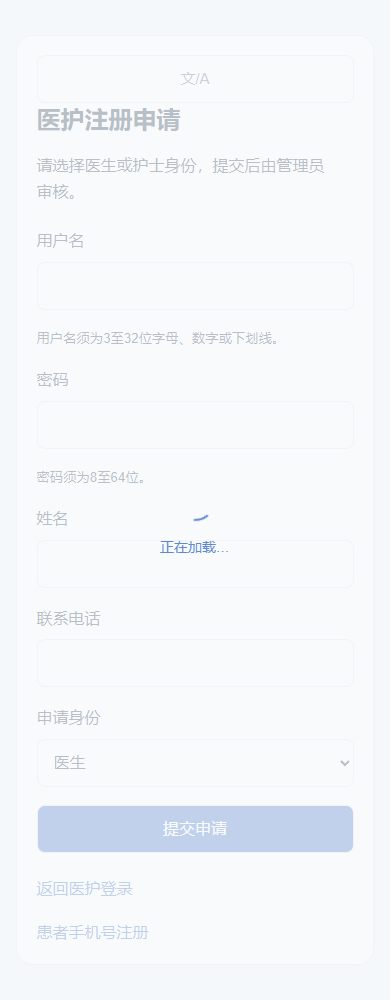 文/A
医护注册申请
请选择医生或护士身份，提交后由管理员
审核。
用户名
用户名须为3至32位字母、数字或下划线。
密码
密码须为8至64位。
姓名
正在加载...
联系电话
申请身份
医生
提交申请
返回医护登录
患者手机号注册